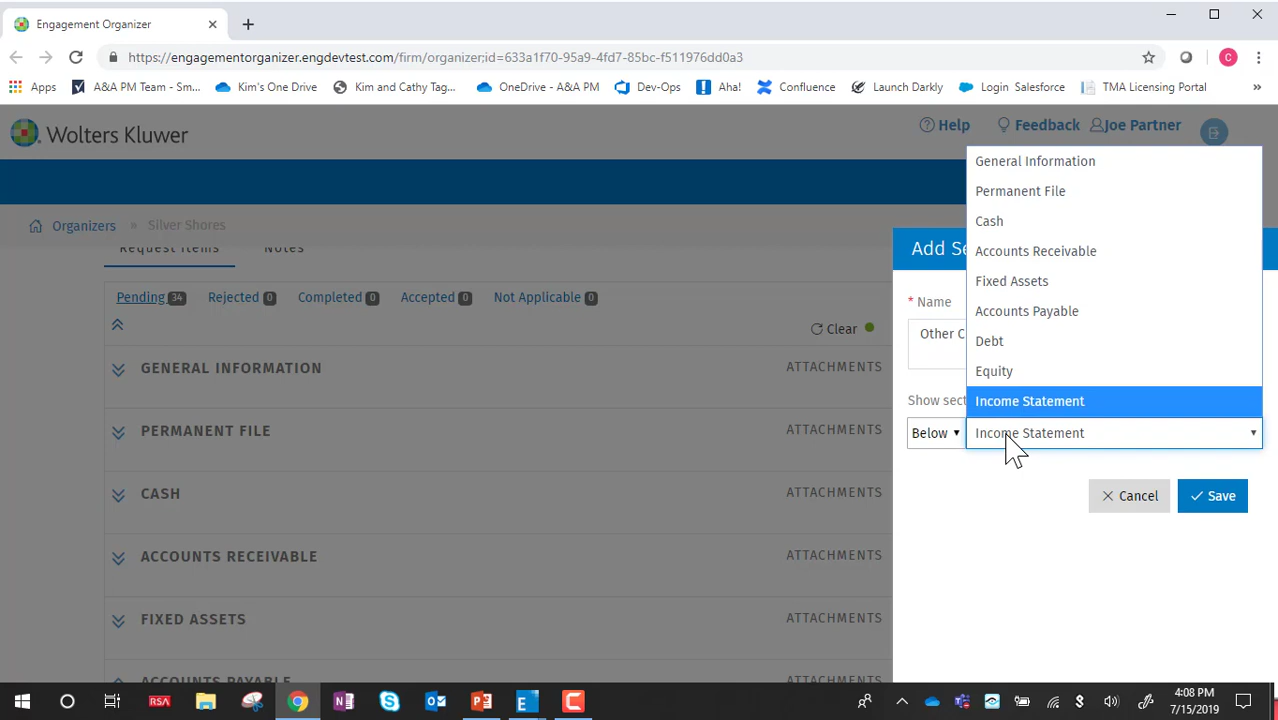 Engagement Organizer
https://engagementorganizer.engdevtest.com/firm/organizer;id=633a1f70-95a9-4fd7-85bc-f511976dd0a3
C
Apps A&A PM Team - Sm... Kim's One Drive Kim and Cathy Tag... OneDrive - A&A PM Dev-Ops Aha! Confluence Launch Darkly Login Salesforce TMA Licensing Portal »
Wolters Kluwer
Help Feedback Joe Partner
Organizers » Silver Shores
Request Items Notes
Pending 34 Rejected 0 Completed 0 Accepted 0 Not Applicable 0
Clear
GENERAL INFORMATION ATTACHMENTS
PERMANENT FILE ATTACHMENTS
CASH ATTACHMENTS
ACCOUNTS RECEIVABLE ATTACHMENTS
FIXED ASSETS ATTACHMENTS
ACCOUNTS PAYABLE ATTACHMENTS
Add Se
* Name
Other C
Show sect
Below
General Information
Permanent File
Cash
Accounts Receivable
Fixed Assets
Accounts Payable
Debt
Equity
Income Statement
Income Statement
Cancel Save
RSA
4:08 PM
7/15/2019